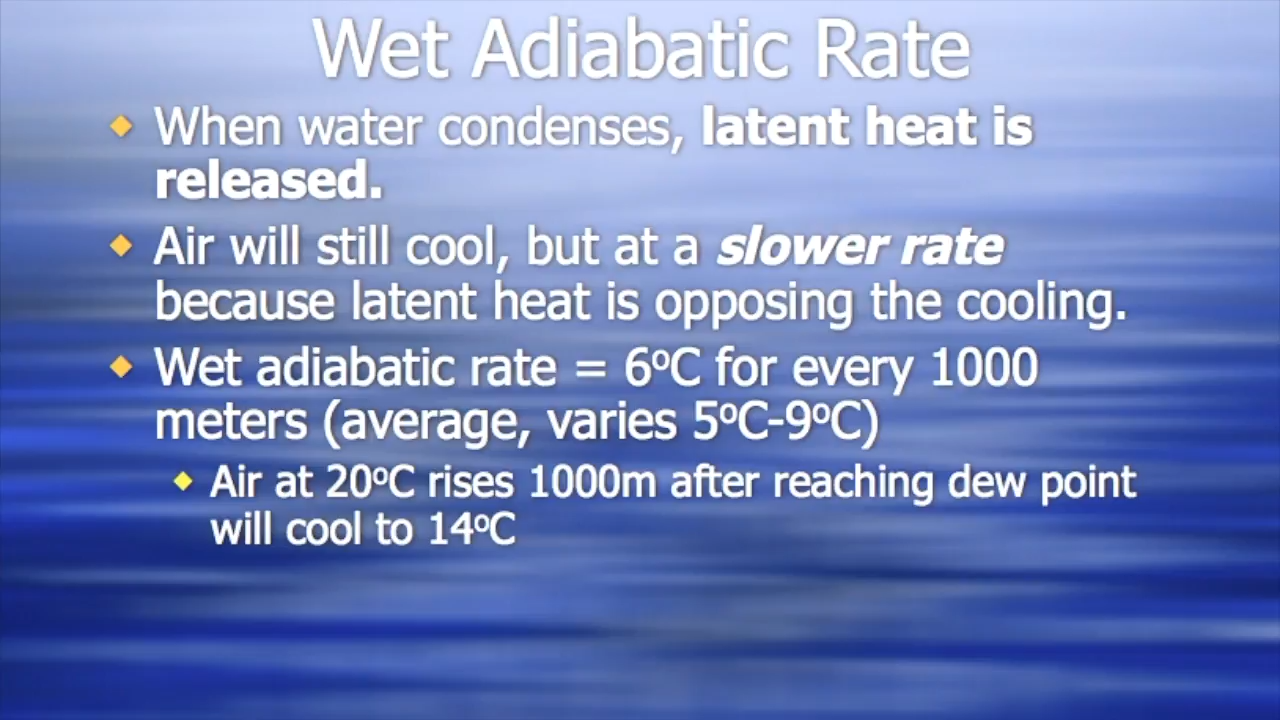 Wet Adiabatic Rate
When water condenses, latent heat is
released.
Air will still cool, but at a slower rate
because latent heat is opposing the cooling.
Wet adiabatic rate = 6ºC for every 1000
meters (average, varies 5ºC-9ºC)
Air at 20ºC rises 1000m after reaching dew point
will cool to 14ºC